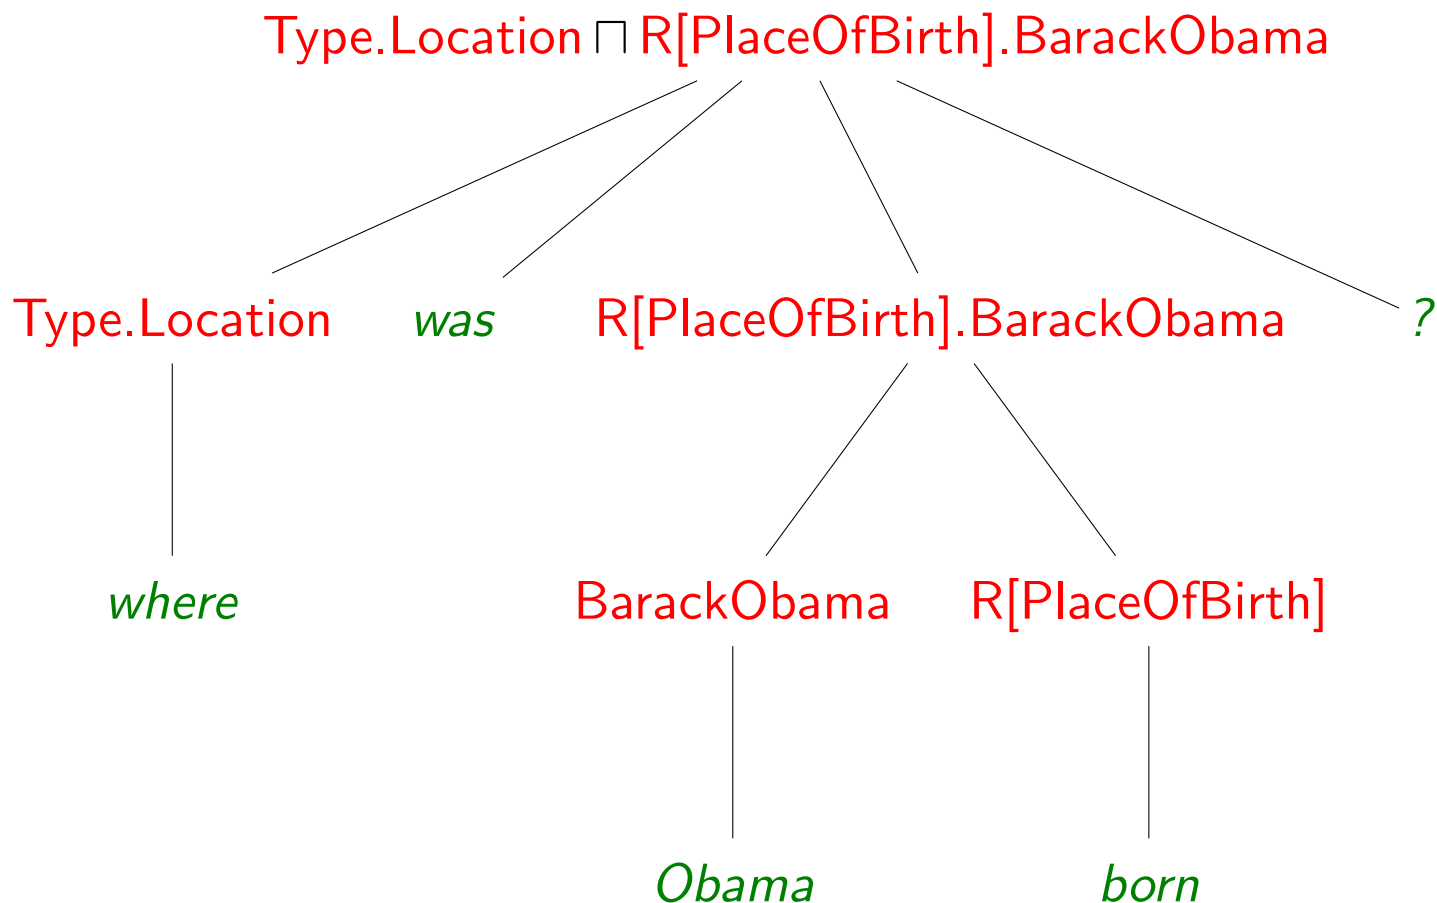 Type.Location ⊓ R[PlaceOfBirth].BarackObama
Type.Location was R[PlaceOfBirth].BarackObama ?
where BarackObama R[PlaceOfBirth]
Obama born